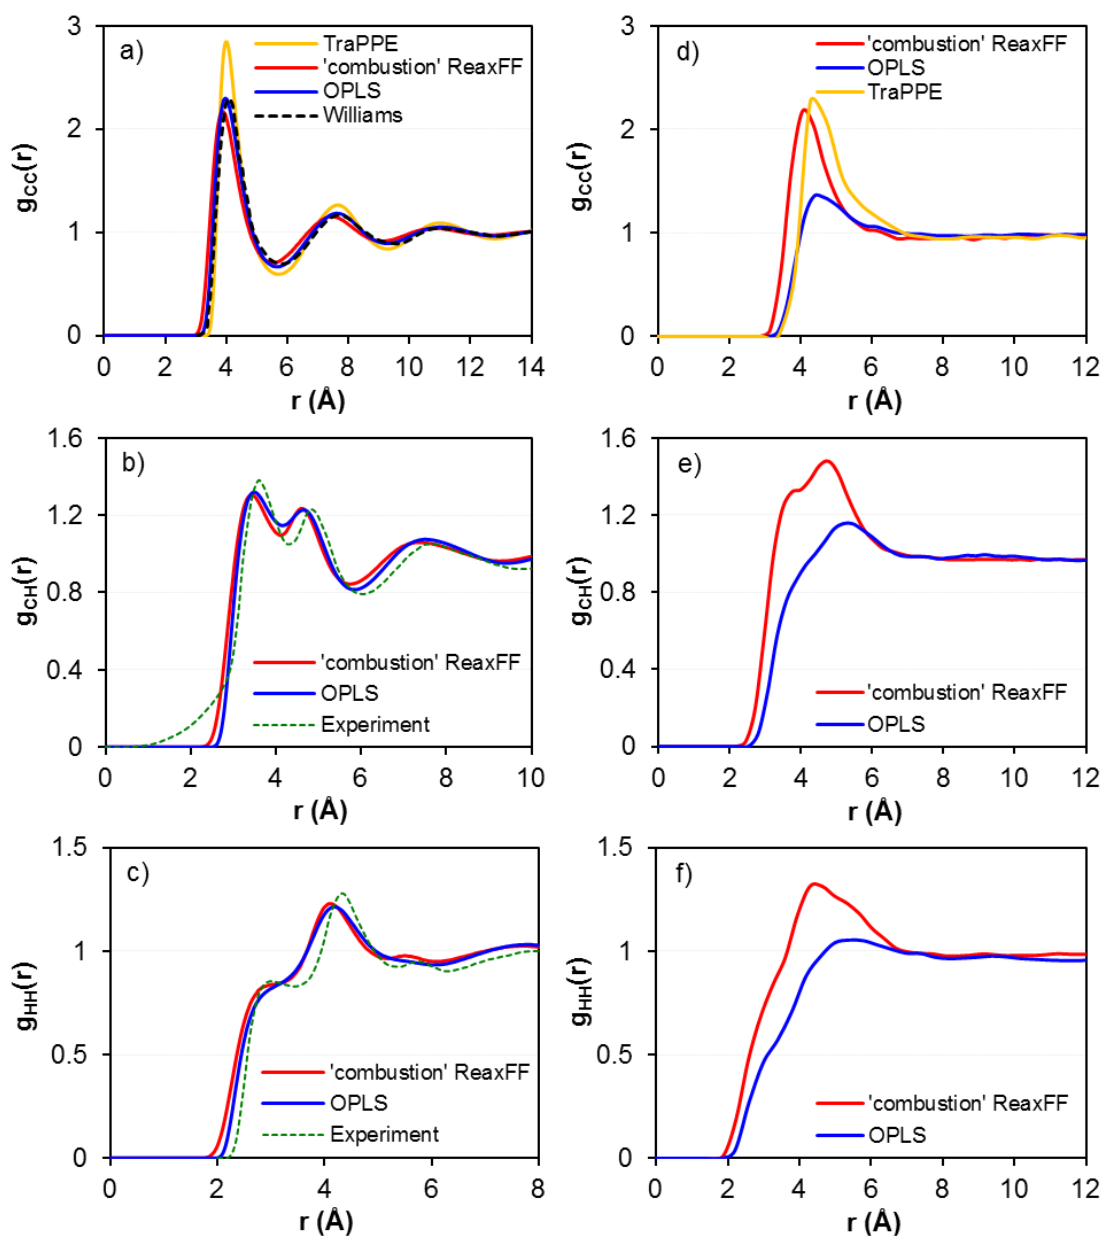 a)
TraPPE
'combustion' ReaxFF
OPLS
Williams
gCC(r)
3
2
1
0
0 2 4 6 8 10 12 14
r (Å)
d)
'combustion' ReaxFF
OPLS
TraPPE
gCC(r)
3
2
1
0
0 2 4 6 8 10 12
r (Å)
b)
'combustion' ReaxFF
OPLS
Experiment
gCH(r)
1.6
1.2
0.8
0.4
0
0 2 4 6 8 10
r (Å)
e)
'combustion' ReaxFF
OPLS
gCH(r)
1.6
1.2
0.8
0.4
0
0 2 4 6 8 10 12
r (Å)
c)
'combustion' ReaxFF
OPLS
Experiment
gHH(r)
1.5
1
0.5
0
0 2 4 6 8
r (Å)
f)
'combustion' ReaxFF
OPLS
gHH(r)
1.5
1
0.5
0
0 2 4 6 8 10 12
r (Å)